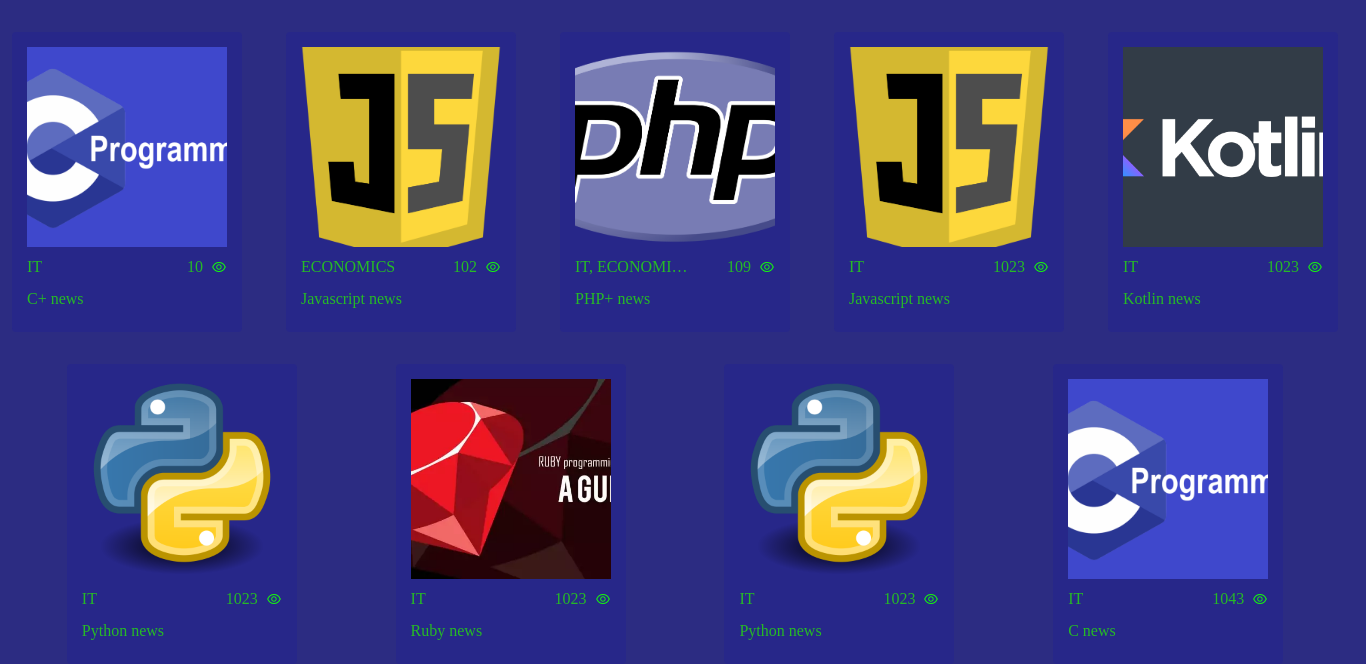 Programm
JS
php
JS
Kotlin
IT 10
ECONOMICS 102
IT, ECONOMI... 109
IT 1023
IT 1023
C+ news
Javascript news
PHP+ news
Javascript news
Kotlin news
RUBY programmi
A GUI
Programm
IT 1023
IT 1023
IT 1023
IT 1043
Python news
Ruby news
Python news
C news